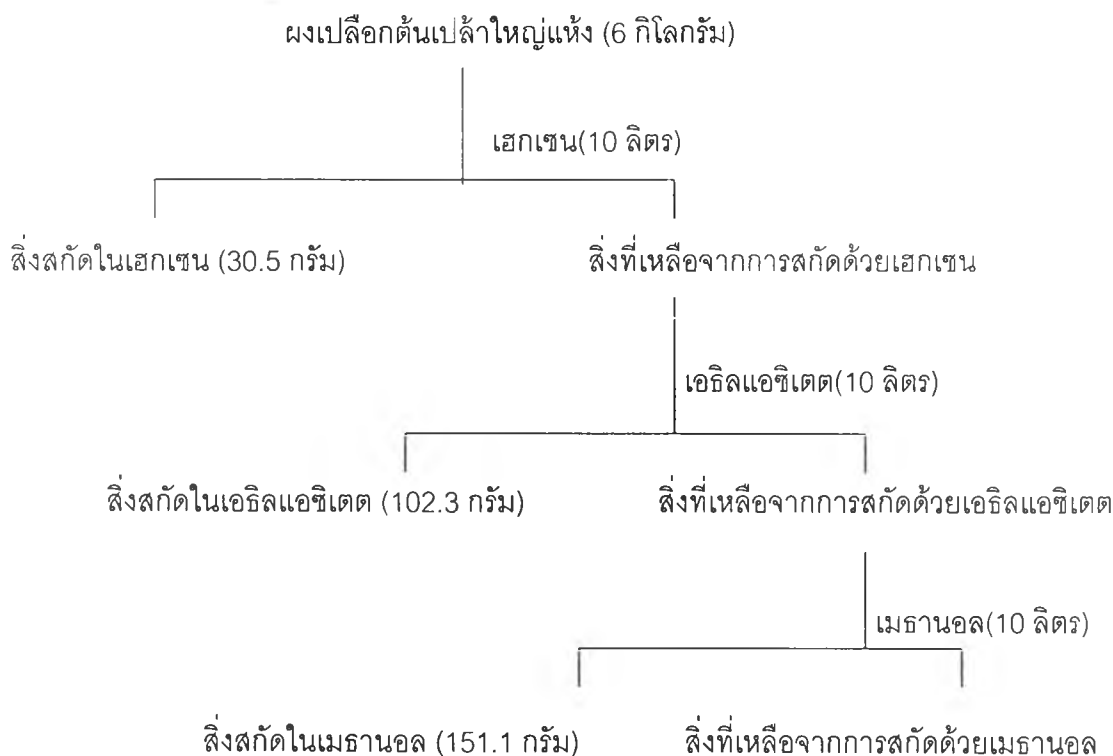 ผงเปลือกต้นเปล้าใหญ่แห้ง (6 กิโลกรัม)
เฮกเซน(10 ลิตร)
สิ่งสกัดในเฮกเซน (30.5 กรัม)
สิ่งที่เหลือจากการสกัดด้วยเฮกเซน
เอธิลแอซิเตต(10 ลิตร)
สิ่งสกัดในเอธิลแอซิเตต (102.3 กรัม)
สิ่งที่เหลือจากการสกัดด้วยเอธิลแอซิเตต
เมธานอล(10 ลิตร)
สิ่งสกัดในเมธานอล (151.1 กรัม)
สิ่งที่เหลือจากการสกัดด้วยเมธานอล